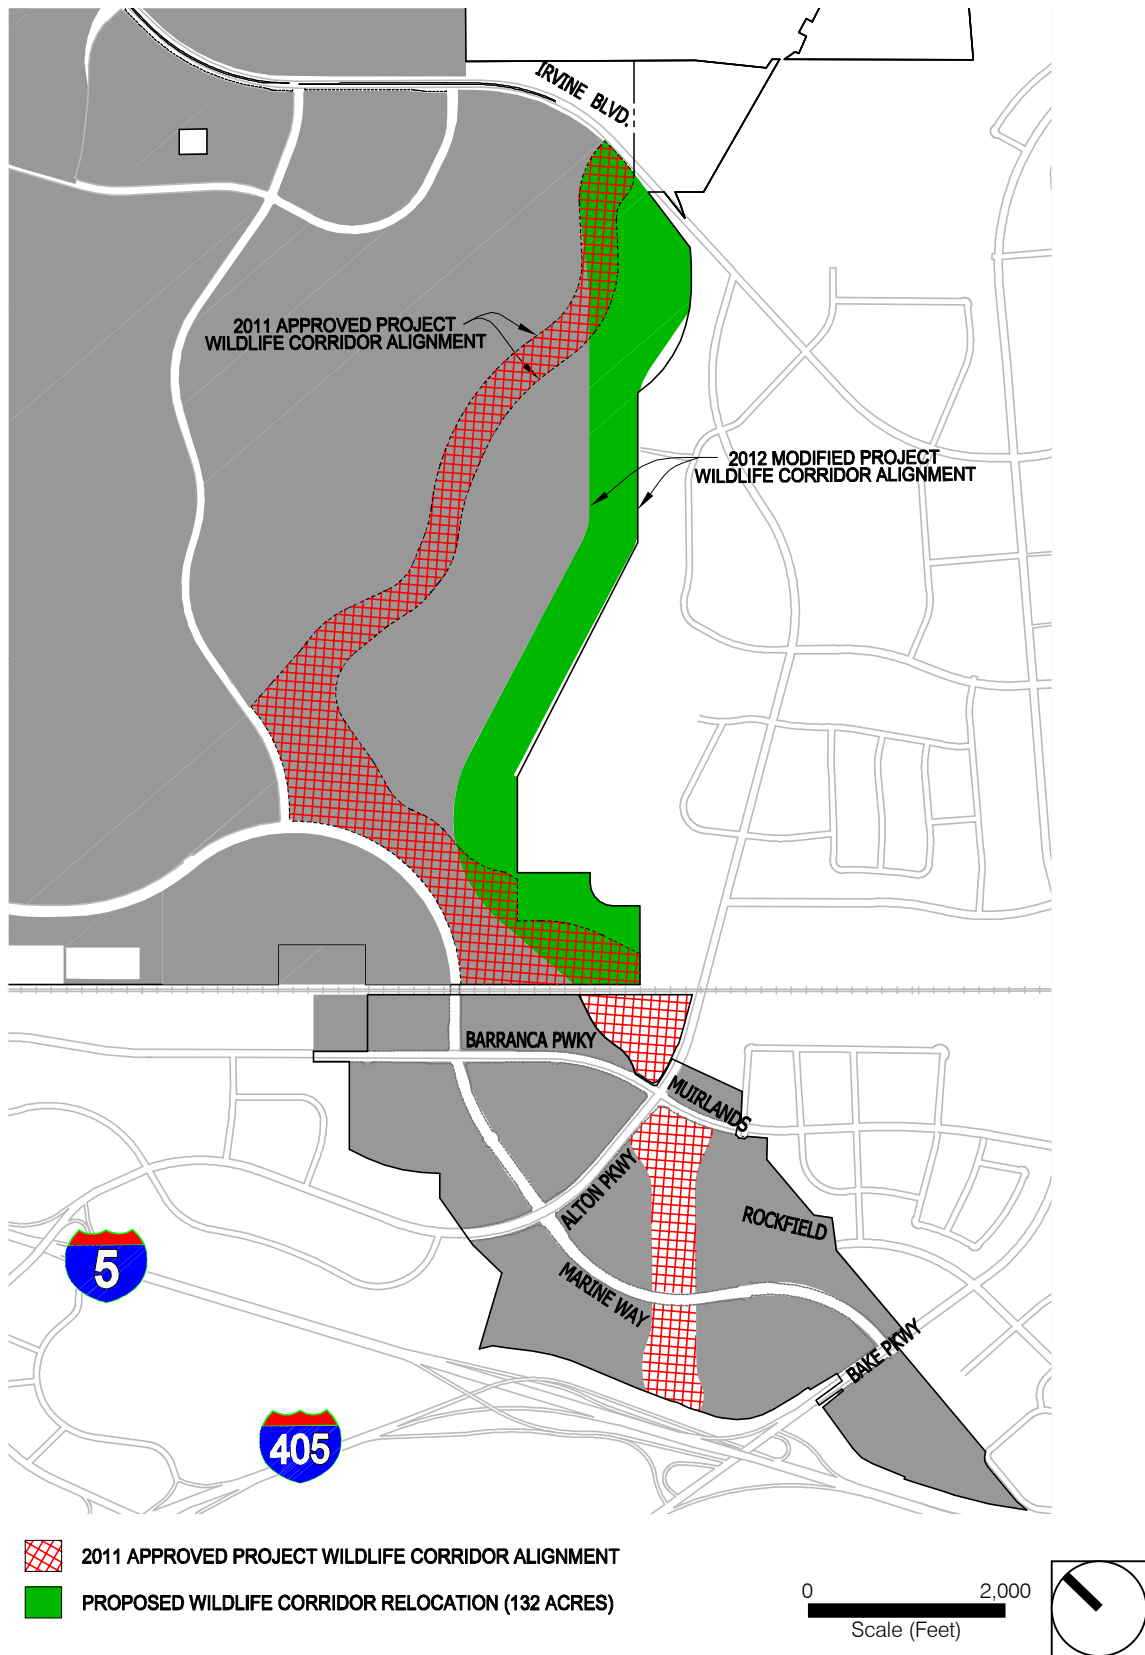 IRVINE BLVD.
2011 APPROVED PROJECT
WILDLIFE CORRIDOR ALIGNMENT
2012 MODIFIED PROJECT
WILDLIFE CORRIDOR ALIGNMENT
BARRANCA PWKY
MUIRLANDS
ALTON PKWY
ROCKFIELD
MARINE WAY
BAKE PKWY
5
405
2011 APPROVED PROJECT WILDLIFE CORRIDOR ALIGNMENT
PROPOSED WILDLIFE CORRIDOR RELOCATION (132 ACRES)
0 2,000
Scale (Feet)